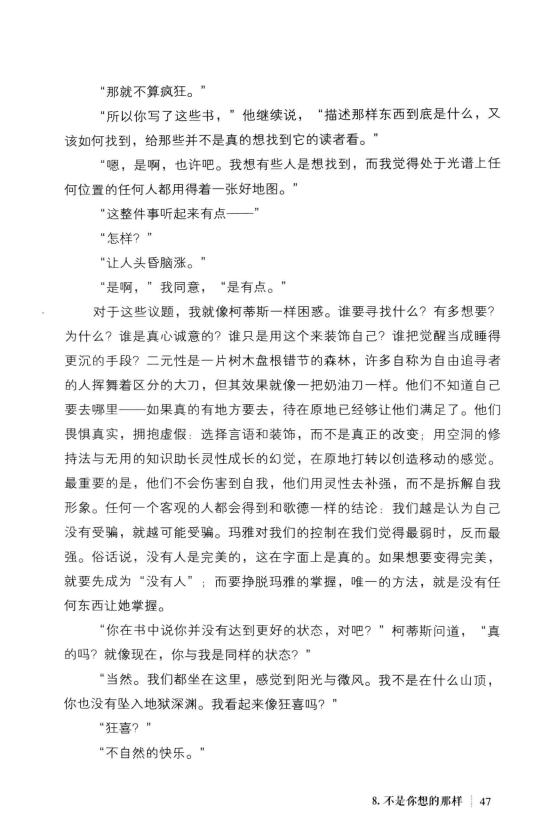 “那就不算疯狂。”
“所以你写了这些书，”他继续说，“描述那样东西到底是什么，又
该如何找到，给那些并不是真的想找到它的读者看。”
“嗯，是啊，也许吧。我想有些人是想找到，而我觉得处于光谱上任
何位置的任何人都用得着一张好地图。”
“这整件事听起来有点——”
“怎样？”
“让人头昏脑涨。”
“是啊，”我同意，“是有点。”
对于这些议题，我就像柯蒂斯一样困惑。谁要寻找什么？有多想要？
为什么？谁是真心诚意的？谁只是用这个来装饰自己？谁把觉醒当成睡得
更沉的手段？二元性是一片树木盘根错节的森林，许多自称为自由追寻者
的人挥舞着区分的大刀，但其效果就像一把奶油刀一样。他们不知道自己
要去哪里——如果真的有地方要去，待在原地已经够让他们满足了。他们
畏惧真实，拥抱虚假：选择言语和装饰，而不是真正的改变；用空洞的修
持法与无用的知识助长灵性成长的幻觉，在原地打转以创造移动的感觉。
最重要的是，他们不会伤害到自我，他们用灵性去补强，而不是拆解自我
形象。任何一个客观的人都会得到和歌德一样的结论：我们越是认为自己
没有受骗，就越可能受骗。玛雅对我们的控制在我们觉得最弱时，反而最
强。俗话说，没有人是完美的，这在字面上是真的。如果想要变得完美，
就要先成为“没有人”；而要挣脱玛雅的掌握，唯一的方法，就是没有任
何东西让她掌握。
“你在书中说你并没有达到更好的状态，对吧？”柯蒂斯问道，“真
的吗？就像现在，你与我是同样的状态？”
“当然。我们都坐在这里，感觉到阳光与微风。我不是在什么山顶，
你也没有坠入地狱深渊。我看起来像狂喜吗？”
“狂喜？”
“不自然的快乐。”
8. 不是你想的那样 47